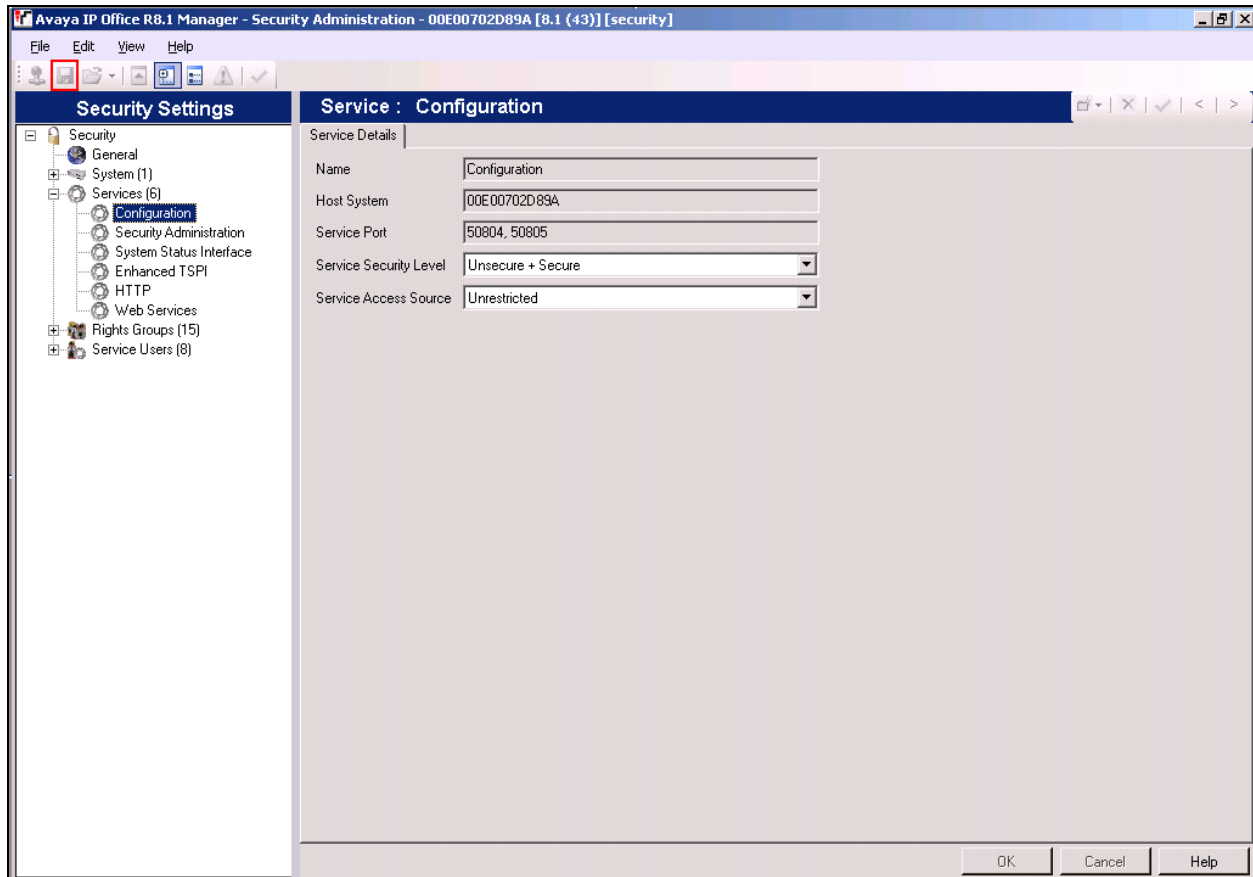 Avaya IP Office R8.1 Manager - Security Administration - 00E00702D89A [8.1 (43)] [security]
File Edit View Help
Security Settings
Service : Configuration
Security
General
System (1)
Services (6)
Configuration
Security Administration
System Status Interface
Enhanced TSPI
HTTP
Web Services
Rights Groups (15)
Service Users (8)
Service Details
Name Configuration
Host System 00E00702D89A
Service Port 50804, 50805
Service Security Level Unsecure + Secure
Service Access Source Unrestricted
OK Cancel Help